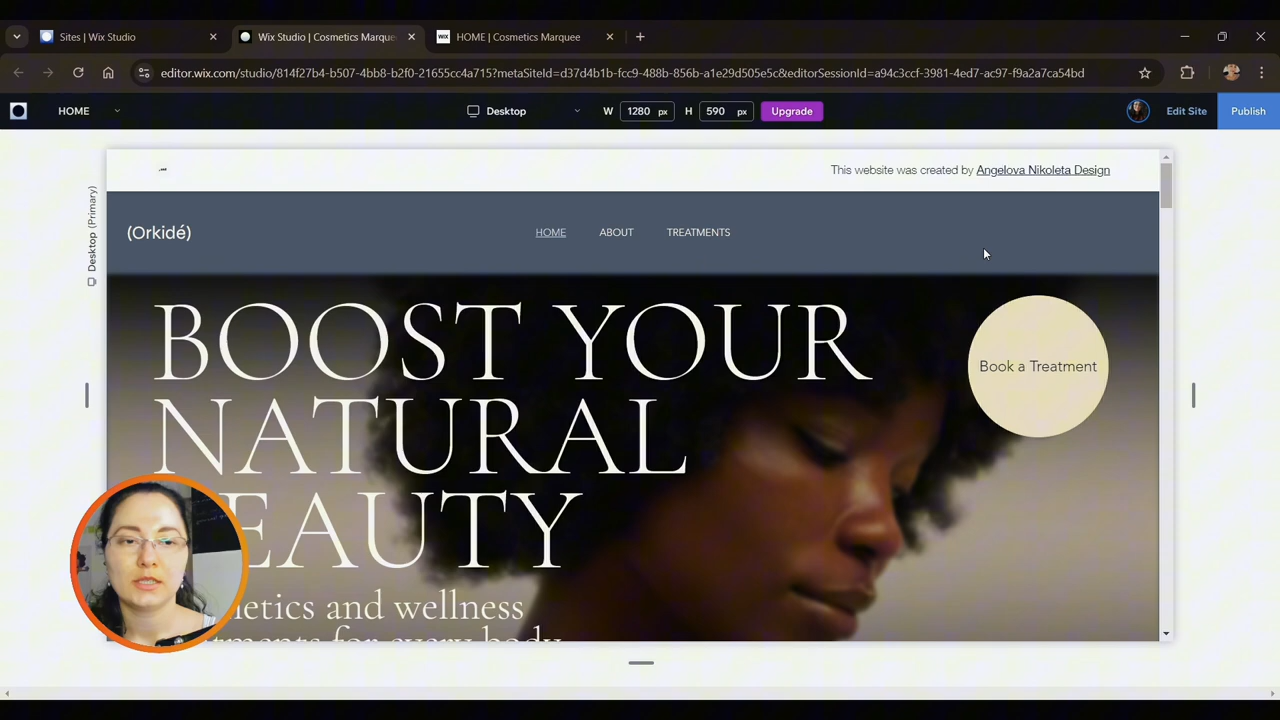 Sites | Wix Studio
Wix Studio | Cosmetics Marque
HOME | Cosmetics Marquee
editor.wix.com/studio/814f27b4-b507-4bb8-b2f0-21655cc4a715?metaSiteId=d37d4b1b-fcc9-488b-856b-a1e29d505e5c&editorSessionId=a94c3ccf-3981-4ed7-ac97-f9a2a7ca54bd
HOME
Desktop
W 1280 px H 590 px
Upgrade
Edit Site
Publish
This website was created by Angelova Nikoleta Design
Desktop (Primary)
(Orkidé)
HOME ABOUT TREATMENTS
BOOST YOUR
NATURAL
EAUTY
Book a Treatment
and wellness
for every body